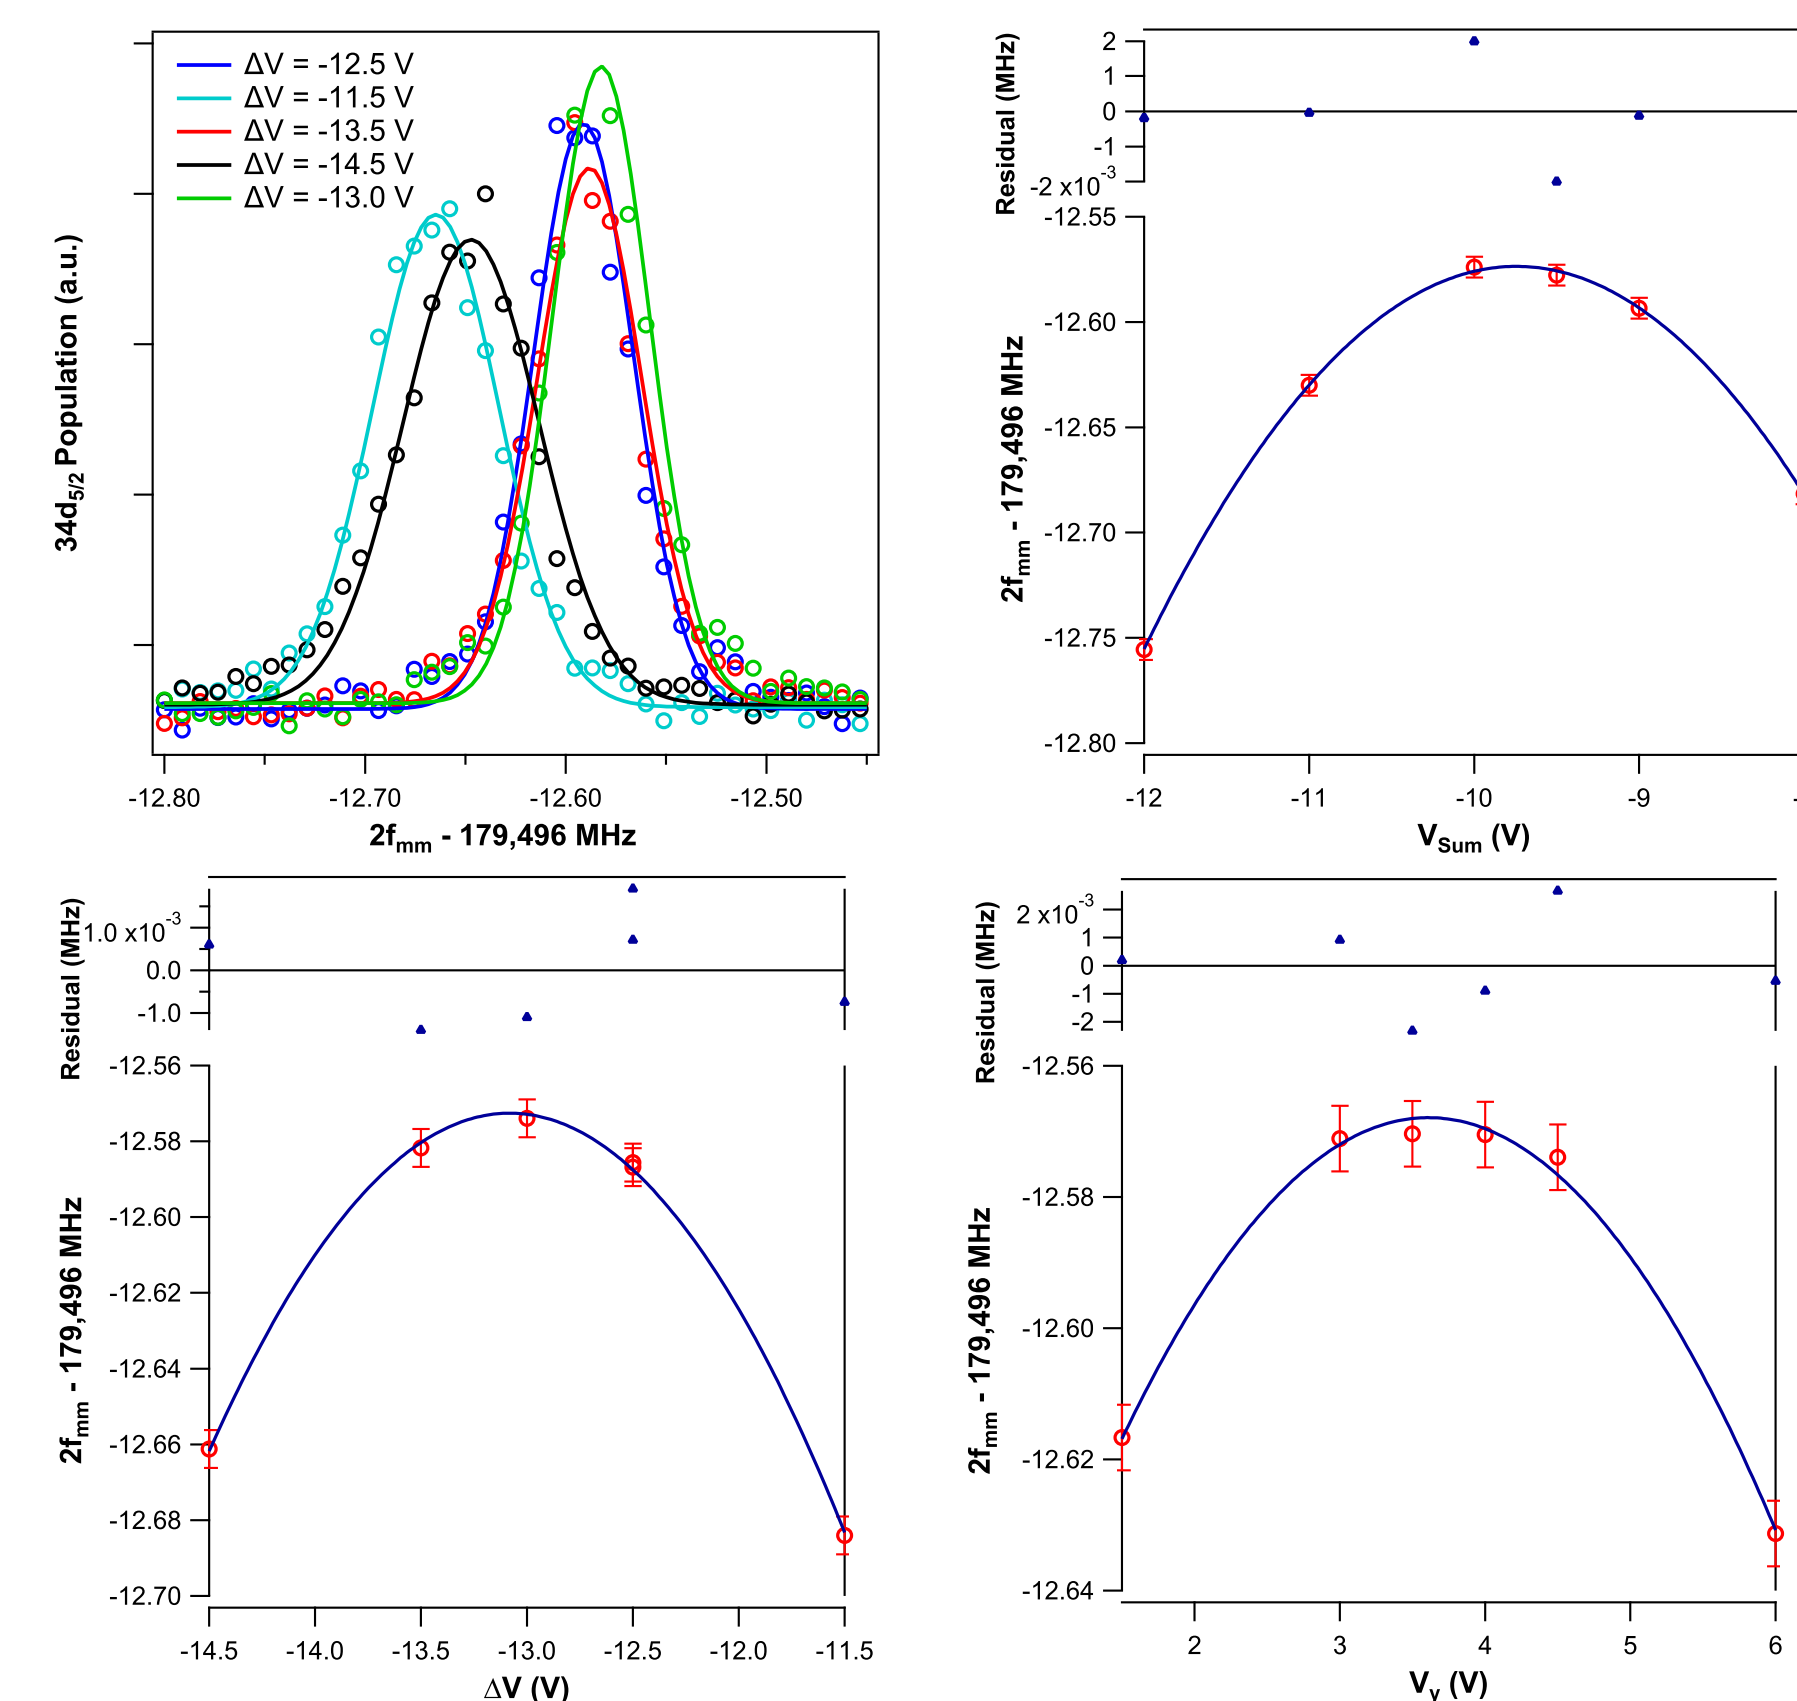 ΔV = -12.5 V
ΔV = -11.5 V
ΔV = -13.5 V
ΔV = -14.5 V
ΔV = -13.0 V
34d5/2 Population (a.u.)
-12.80 -12.70 -12.60 -12.50
2fmm - 179,496 MHz
Residual (MHz)
2
1
0
-1
-2 x10-3
2fmm - 179,496 MHz
-12.55
-12.60
-12.65
-12.70
-12.75
-12.80
-12 -11 -10 -9
VSum (V)
Residual (MHz)
1.0 x10-3
0.0
-1.0
2fmm - 179,496 MHz
-12.56
-12.58
-12.60
-12.62
-12.64
-12.66
-12.68
-12.70
-14.5 -14.0 -13.5 -13.0 -12.5 -12.0 -11.5
ΔV (V)
Residual (MHz)
2 x10-3
1
0
-1
-2
2fmm - 179,496 MHz
-12.56
-12.58
-12.60
-12.62
-12.64
2 3 4 5 6
Vy (V)